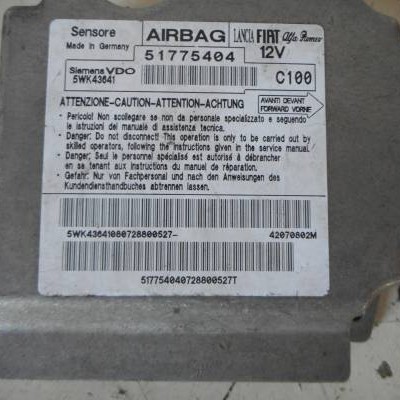 Sensore AIRBAG LANCIA FIAT Alfa Romeo
Made in Germany 51775404 12V
Siemens VDO
5WK43641 C100
ATTENZIONE-CAUTION-ATTENTION-ACHTUNG
AVANTI DEVANT
FORWARD VORNE
- Pericolo! Non scollegare se non da personale specializzato e seguendo
le istruzioni del manuale di assistenza tecnica.
- Danger: Do not disconnect! This operation is only to be carried out by
skilled operators, following the instructions given in the service manual.
- Danger: Seul le personnel spécialisé est autorisé à débrancher
en se tenant aux instructions du manuel de réparation.
- Gefahr: Nur von Fachpersonal und nach den Anweisungen des
Kundendiensthandbuches abtrennen lassen.
5WK43641080728800527- 42070802M
517754040728800527T